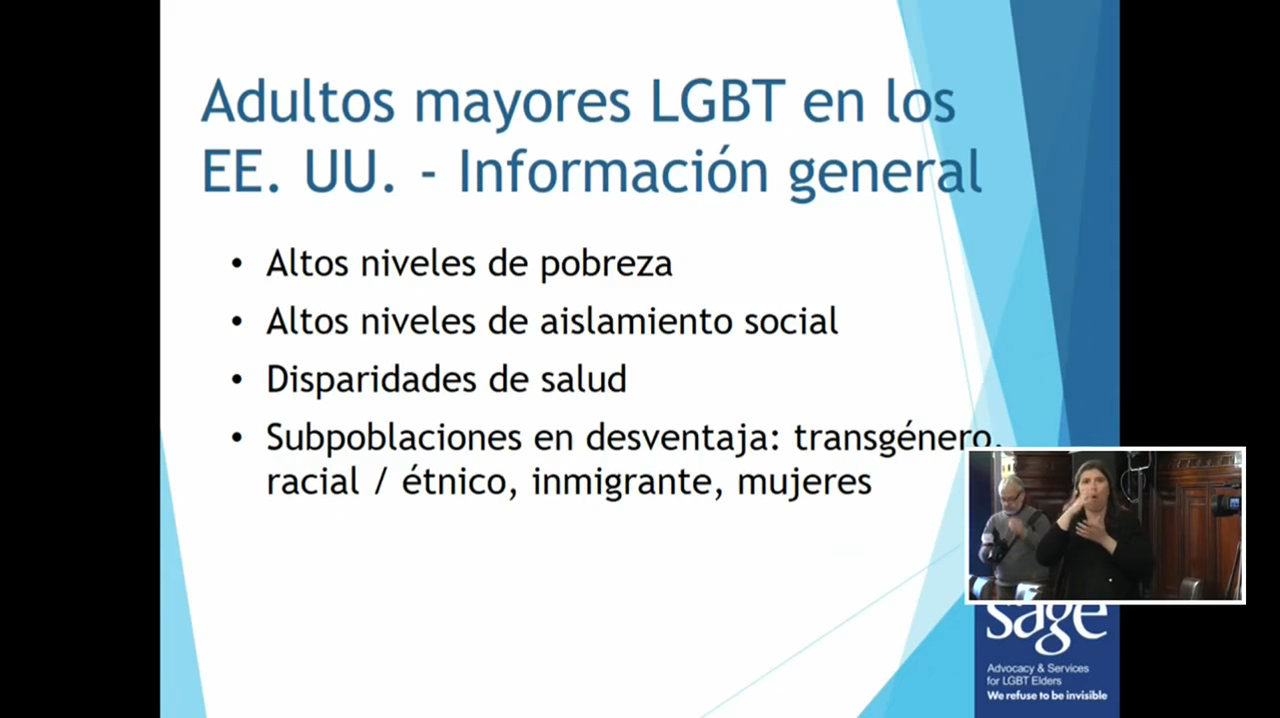 Adultos mayores LGBT en los
EE. UU. - Información general
• Altos niveles de pobreza
• Altos niveles de aislamiento social
• Disparidades de salud
• Subpoblaciones en desventaja: transgénero,
racial / étnico, inmigrante, mujeres
sage
Advocacy & Services
for LGBT Elders
We refuse to be invisible